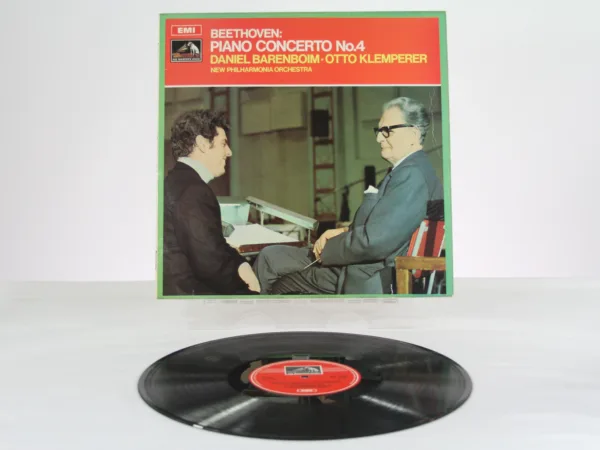 EMI
BEETHOVEN:
PIANO CONCERTO No.4
DANIEL BARENBOIM · OTTO KLEMPERER
NEW PHILHARMONIA ORCHESTRA